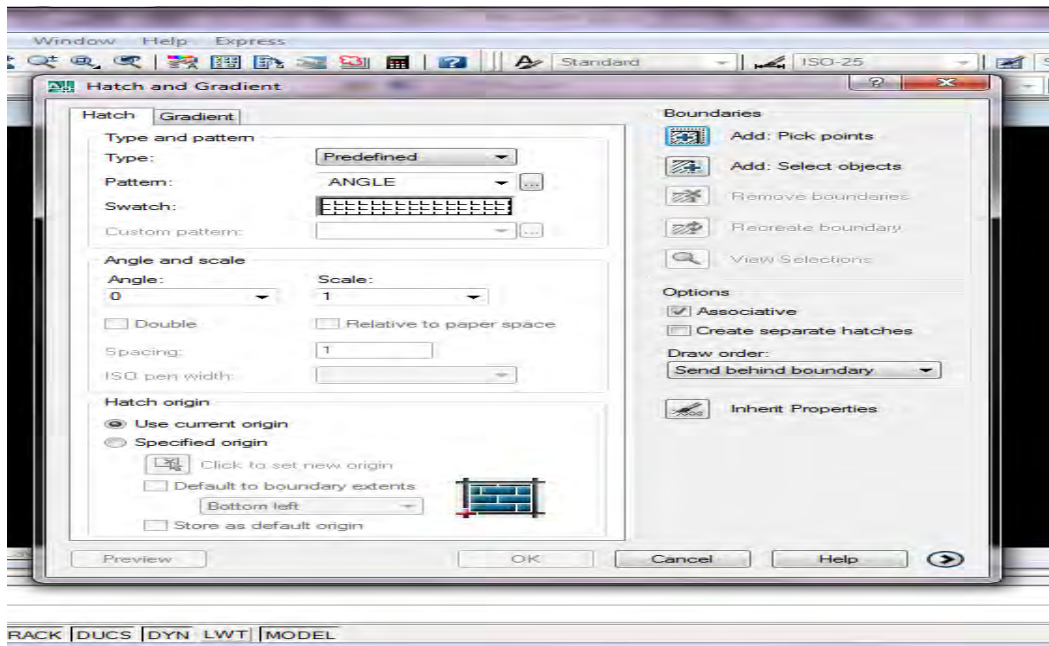 Window Help Express
Standard ISO-25
Hatch and Gradient
Hatch Gradient
Type and pattern
Type: Predefined
Pattern: ANGLE ...
Swatch:
Custom pattern: ...
Angle and scale
Angle: Scale:
0 1
Double Relative to paper space
Spacing: 1
ISO pen width:
Hatch origin
Use current origin
Specified origin
Click to set new origin
Default to boundary extents
Bottom left
Store as default origin
Boundaries
Add: Pick points
Add: Select objects
Remove boundaries
Recreate boundary
View Selections
Options
Associative
Create separate hatches
Draw order:
Send behind boundary
Inherit Properties
Preview OK Cancel Help
RACK DUCS DYN LWT MODEL